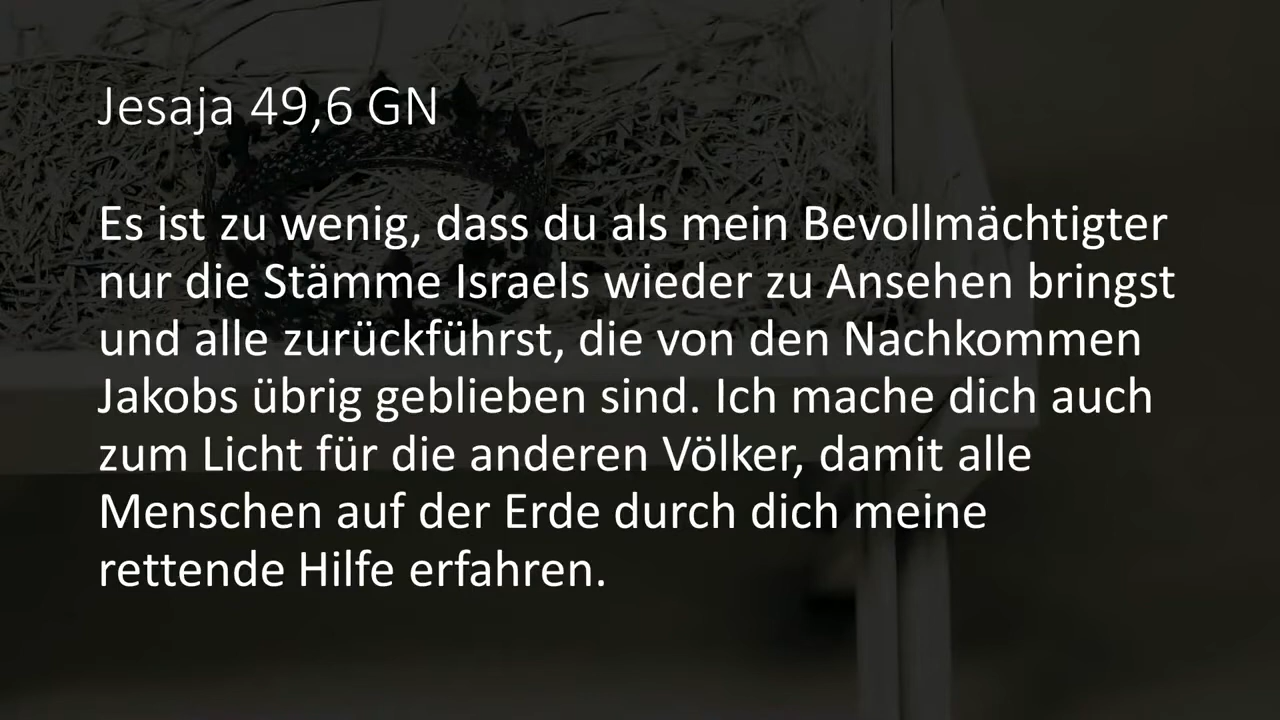 Jesaja 49,6 GN
Es ist zu wenig, dass du als mein Bevollmächtigter
nur die Stämme Israels wieder zu Ansehen bringst
und alle zurückführst, die von den Nachkommen
Jakobs übrig geblieben sind. Ich mache dich auch
zum Licht für die anderen Völker, damit alle
Menschen auf der Erde durch dich meine
rettende Hilfe erfahren.